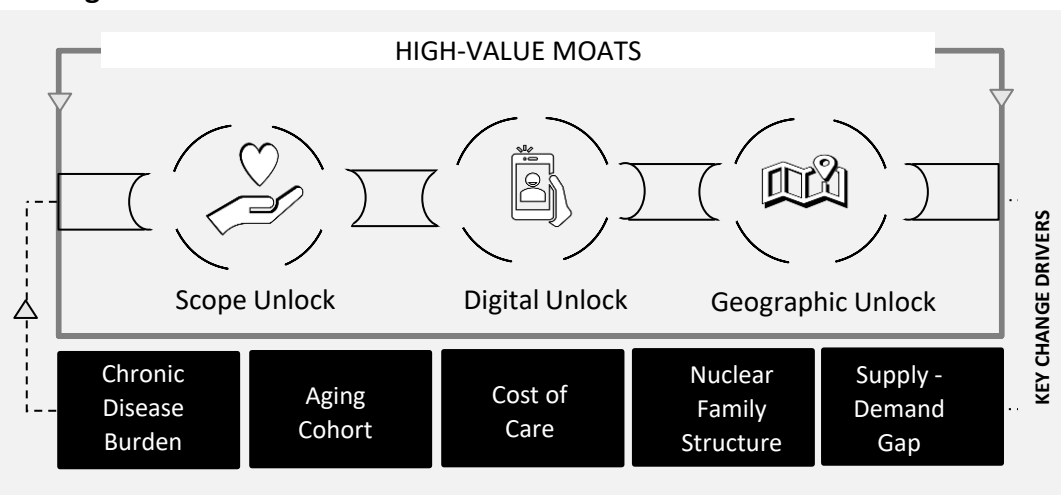 HIGH-VALUE MOATS
Scope Unlock
Digital Unlock
Geographic Unlock
KEY CHANGE DRIVERS
Chronic
Disease
Burden
Aging
Cohort
Cost of
Care
Nuclear
Family
Structure
Supply -
Demand
Gap